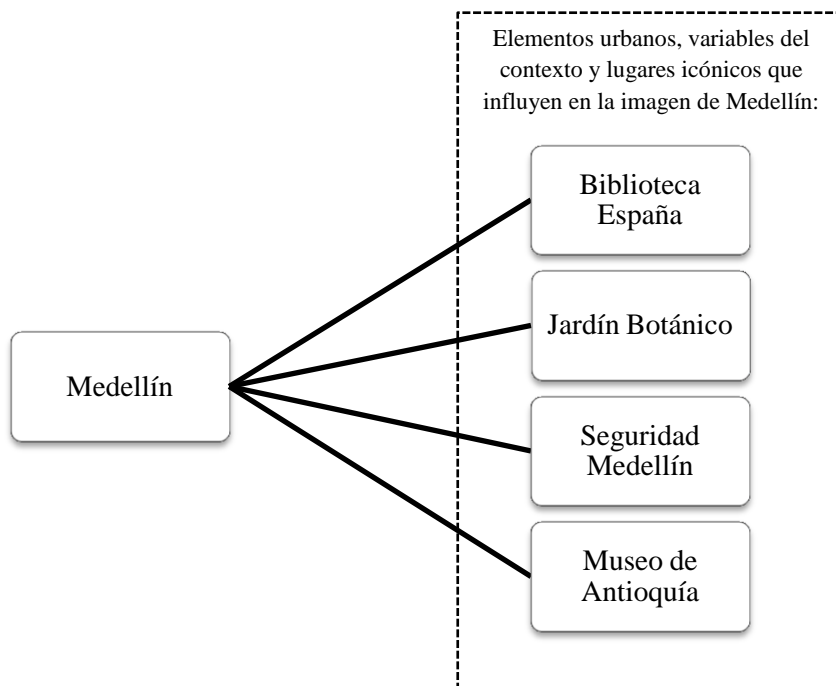 Elementos urbanos, variables del
contexto y lugares icónicos que
influyen en la imagen de Medellín:
Medellín
Biblioteca
España
Jardín Botánico
Seguridad
Medellín
Museo de
Antioquía